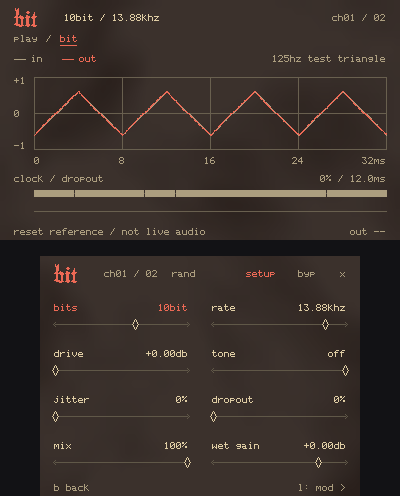 bit 10bit / 13.88khz ch01 / 02
play / bit
in out 125hz test triangle
+1
0
-1
0 8 16 24 32ms
clock / dropout 0% / 12.0ms
reset reference / not live audio out --
bit ch01 / 02 rand setup byp x
bits 10bit rate 13.88khz
drive +0.00db tone off
jitter 0% dropout 0%
mix 100% wet gain +0.00db
b back l: mod >